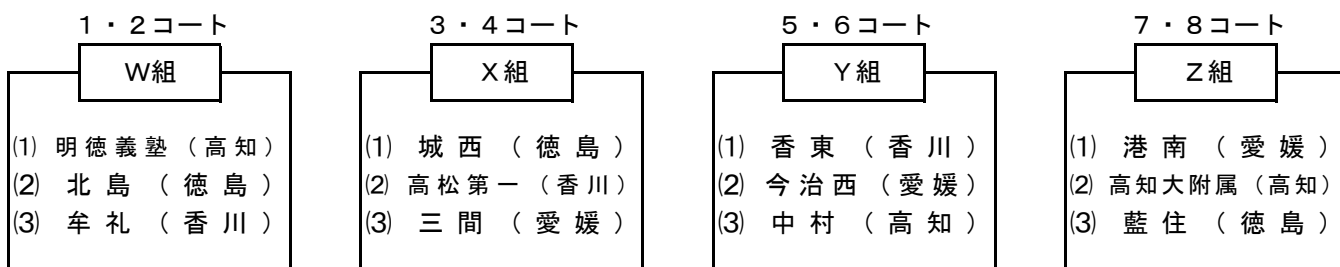 1・2コート
W組
⑴ 明徳義塾（高知）
⑵ 北島（徳島）
⑶ 牟礼（香川）
3・4コート
X組
⑴ 城西（徳島）
⑵ 高松第一（香川）
⑶ 三間（愛媛）
5・6コート
Y組
⑴ 香東（香川）
⑵ 今治西（愛媛）
⑶ 中村（高知）
7・8コート
Z組
⑴ 港南（愛媛）
⑵ 高知大附属（高知）
⑶ 藍住（徳島）